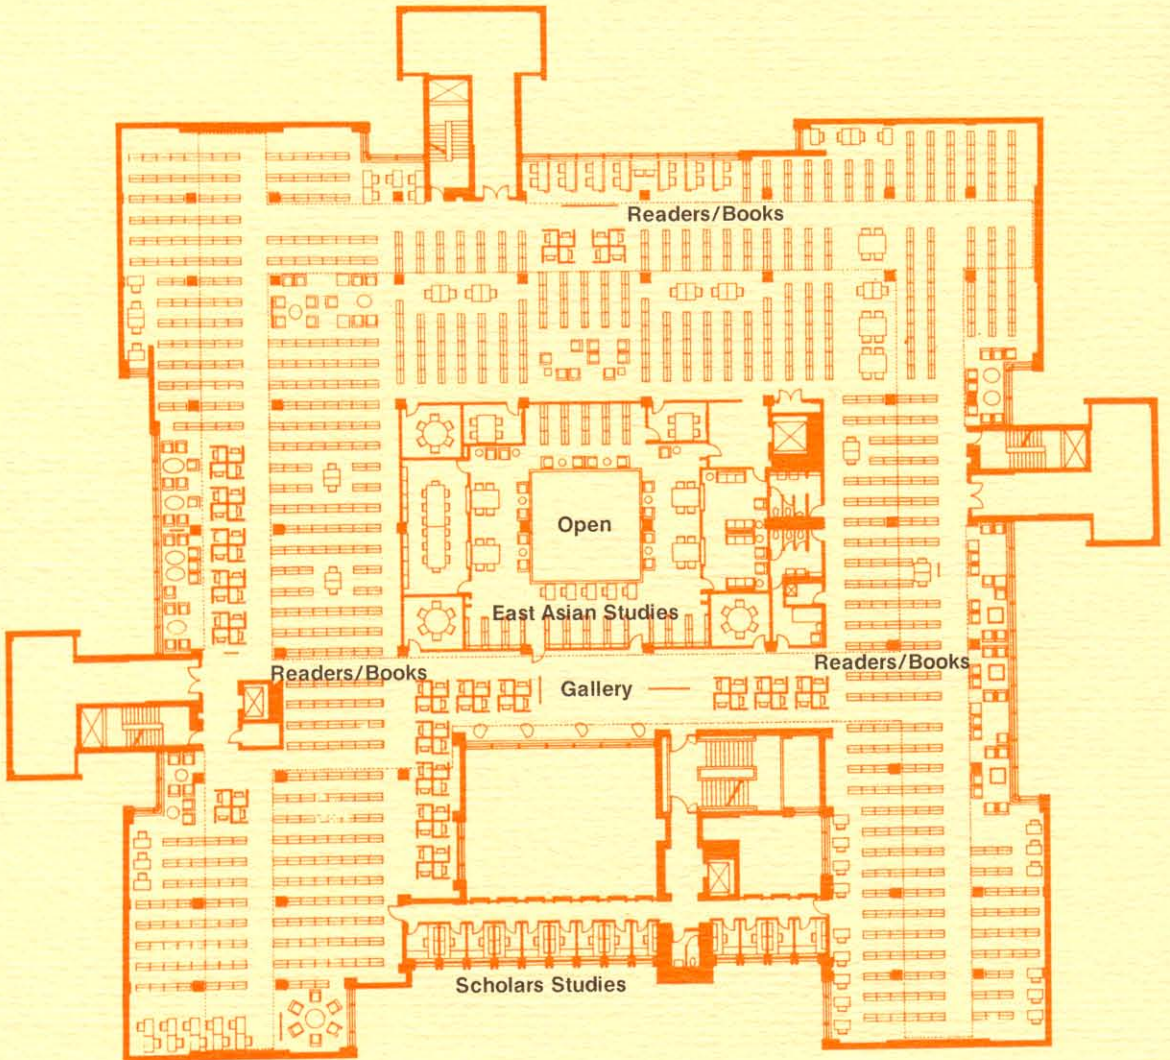 Readers/Books
Open
East Asian Studies
Readers/Books
Readers/Books
Gallery
Scholars Studies